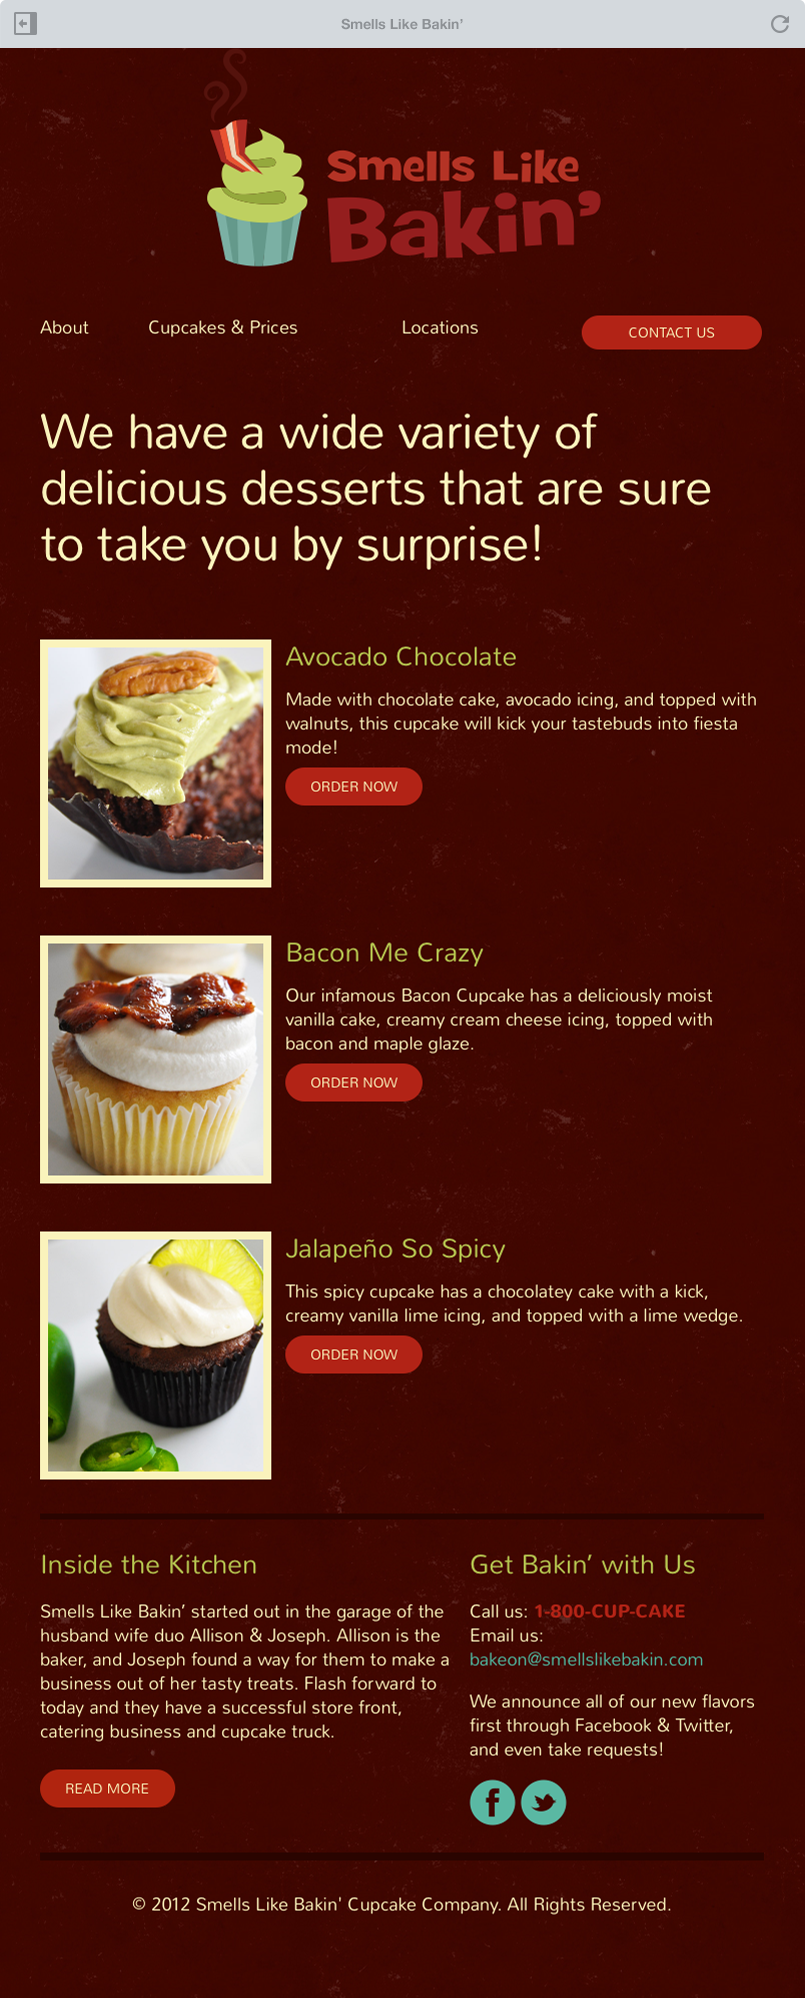 Smells Like Bakin’
Smells Like
Bakin’
About
Cupcakes & Prices
Locations
CONTACT US
We have a wide variety of
delicious desserts that are sure
to take you by surprise!
Avocado Chocolate
Made with chocolate cake, avocado icing, and topped with
walnuts, this cupcake will kick your tastebuds into fiesta
mode!
ORDER NOW
Bacon Me Crazy
Our infamous Bacon Cupcake has a deliciously moist
vanilla cake, creamy cream cheese icing, topped with
bacon and maple glaze.
ORDER NOW
Jalapeño So Spicy
This spicy cupcake has a chocolatey cake with a kick,
creamy vanilla lime icing, and topped with a lime wedge.
ORDER NOW
Inside the Kitchen
Smells Like Bakin’ started out in the garage of the
husband wife duo Allison & Joseph. Allison is the
baker, and Joseph found a way for them to make a
business out of her tasty treats. Flash forward to
today and they have a successful store front,
catering business and cupcake truck.
READ MORE
Get Bakin’ with Us
Call us: 1-800-CUP-CAKE
Email us:
bakeon@smellslikebakin.com
We announce all of our new flavors
first through Facebook & Twitter,
and even take requests!
f
© 2012 Smells Like Bakin' Cupcake Company. All Rights Reserved.